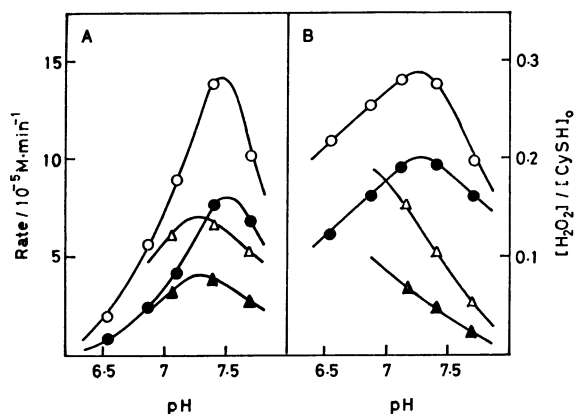 A
B
15
10
5
Rate / 10⁻⁵ M·min⁻¹
0.3
0.2
0.1
[H₂O₂] / [CySH]₀
6.5 7 7.5
6.5 7 7.5
pH
pH